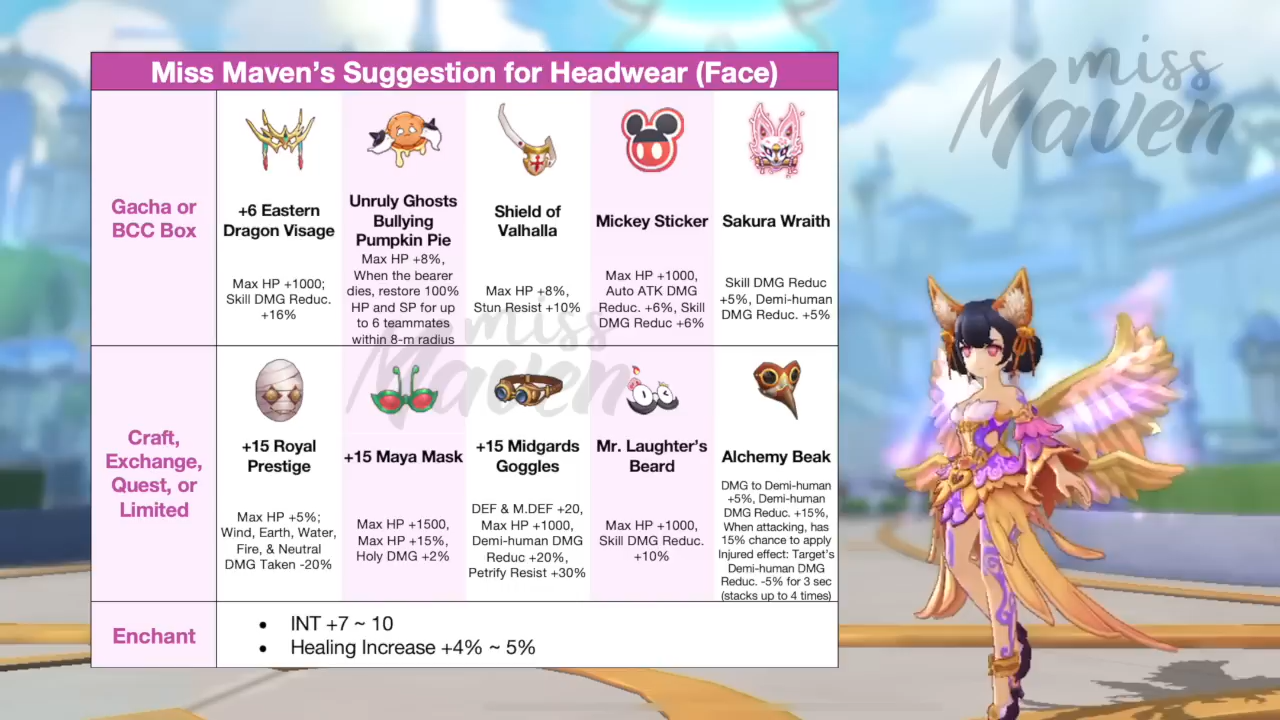 Miss Maven's Suggestion for Headwear (Face)
miss
Maven
Gacha or
BCC Box
+6 Eastern
Dragon Visage
Max HP +1000;
Skill DMG Reduc.
+16%
Unruly Ghosts
Bullying
Pumpkin Pie
Max HP +8%,
When the bearer
dies, restore 100%
HP and SP for up
to 6 teammates
within 8-m radius
Shield of
Valhalla
Max HP +8%,
Stun Resist +10%
Mickey Sticker
Max HP +1000,
Auto ATK DMG
Reduc. +6%, Skill
DMG Reduc +6%
Sakura Wraith
Skill DMG Reduc
+5%, Demi-human
DMG Reduc. +5%
miss
Maven
Craft,
Exchange,
Quest, or
Limited
+15 Royal
Prestige
Max HP +5%;
Wind, Earth, Water,
Fire, & Neutral
DMG Taken -20%
+15 Maya Mask
Max HP +1500,
Max HP +15%,
Holy DMG +2%
+15 Midgards
Goggles
DEF & M.DEF +20,
Max HP +1000,
Demi-human DMG
Reduc +20%,
Petrify Resist +30%
Mr. Laughter's
Beard
Max HP +1000,
Skill DMG Reduc.
+10%
Alchemy Beak
DMG to Demi-human
+5%, Demi-human
DMG Reduc. +15%,
When attacking, has
15% chance to apply
Injured effect: Target's
Demi-human DMG
Reduc. -5% for 3 sec
(stacks up to 4 times)
Enchant
• INT +7 ~ 10
• Healing Increase +4% ~ 5%